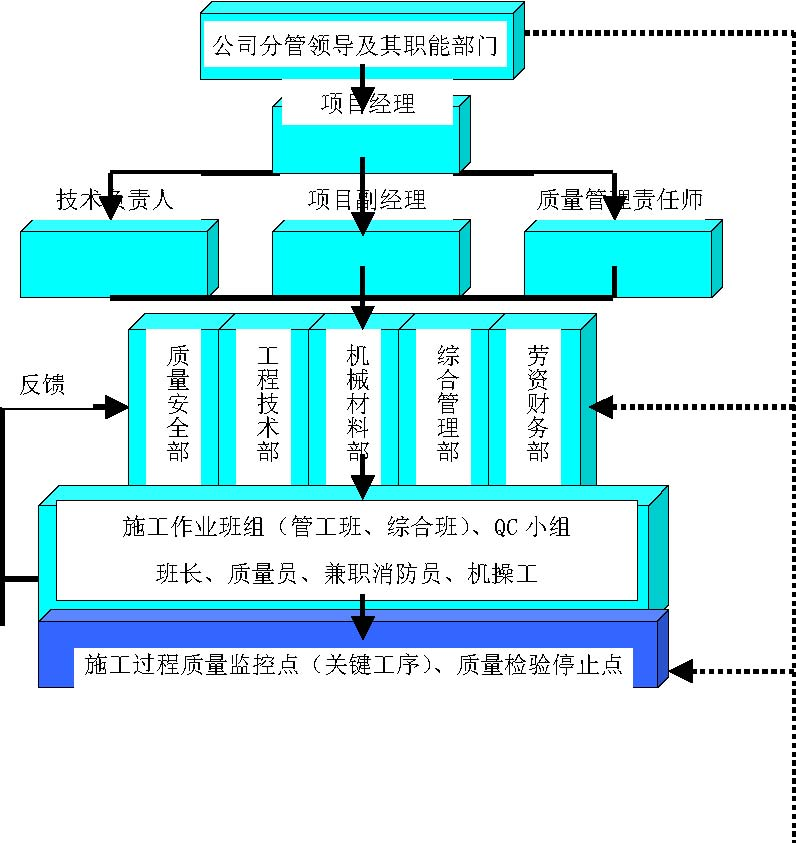 公司分管领导及其职能部门
项目经理
技术负责人
项目副经理
质量管理责任师
反馈
质量安全部
工程技术部
机械材料部
综合管理部
劳资财务部
施工作业班组（管工班、综合班）、QC小组
班长、质量员、兼职消防员、机操工
施工过程质量监控点（关键工序）、质量检验停止点